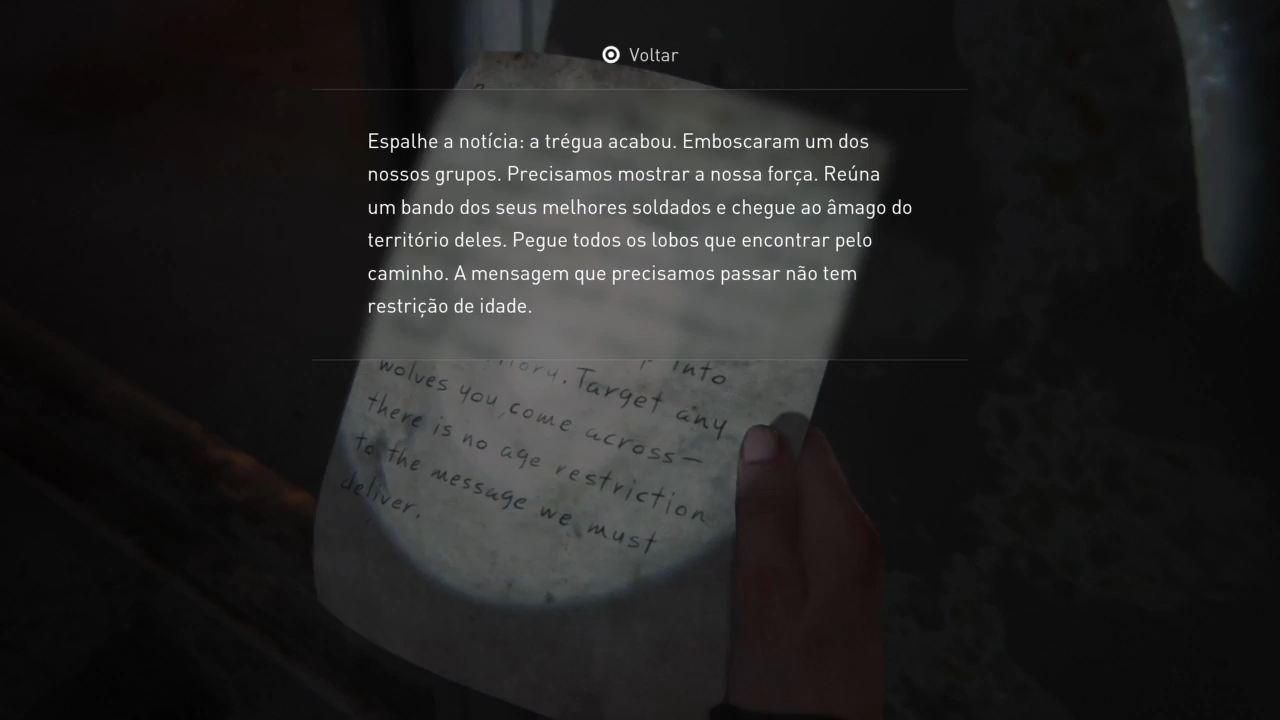 Voltar
Espalhe a notícia: a trégua acabou. Emboscaram um dos
nossos grupos. Precisamos mostrar a nossa força. Reúna
um bando dos seus melhores soldados e chegue ao âmago do
território deles. Pegue todos os lobos que encontrar pelo
caminho. A mensagem que precisamos passar não tem
restrição de idade.
into
Target any
wolves you come across—
there is no age restriction
to the message we must
deliver.